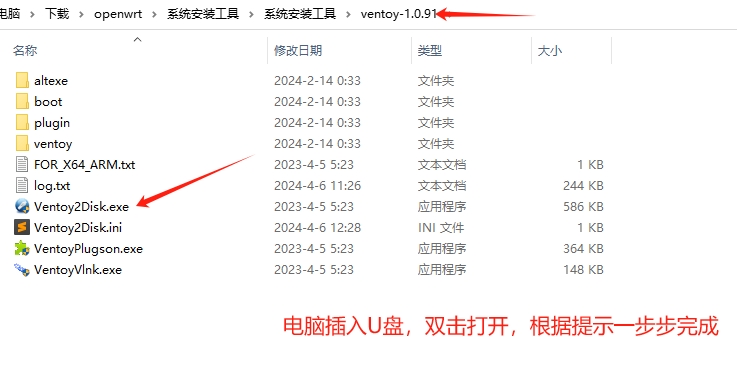 电脑 › 下载 › openwrt › 系统安装工具 › 系统安装工具 › ventoy-1.0.91
名称 修改日期 类型 大小
altexe 2024-2-14 0:33 文件夹
boot 2024-2-14 0:33 文件夹
plugin 2024-2-14 0:33 文件夹
ventoy 2024-2-14 0:33 文件夹
FOR_X64_ARM.txt 2023-4-5 5:23 文本文档 1 KB
log.txt 2024-4-6 11:26 文本文档 244 KB
Ventoy2Disk.exe 2023-4-5 5:23 应用程序 586 KB
Ventoy2Disk.ini 2024-4-6 12:28 INI 文件 1 KB
VentoyPlugson.exe 2023-4-5 5:23 应用程序 364 KB
VentoyVlnk.exe 2023-4-5 5:23 应用程序 148 KB
电脑插入U盘，双击打开，根据提示一步步完成